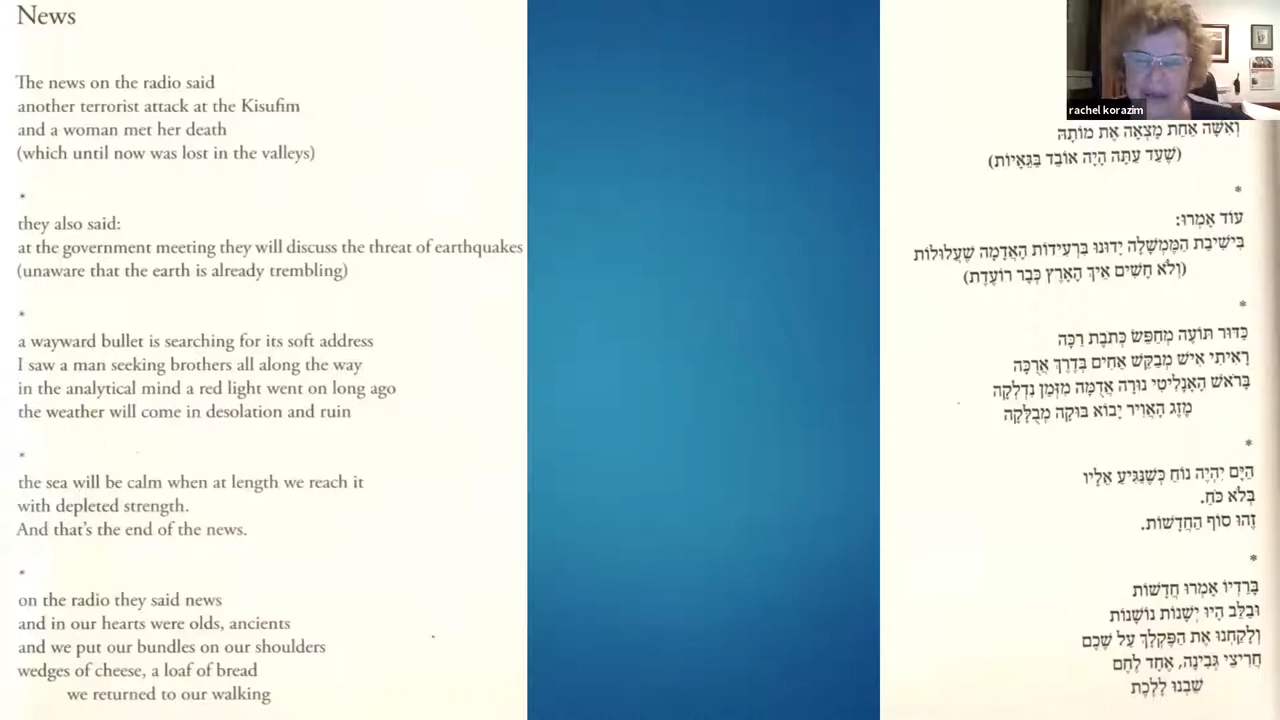 News
The news on the radio said
another terrorist attack at the Kisufim
and a woman met her death
(which until now was lost in the valleys)
*
they also said:
at the government meeting they will discuss the threat of earthquakes
(unaware that the earth is already trembling)
*
a wayward bullet is searching for its soft address
I saw a man seeking brothers all along the way
in the analytical mind a red light went on long ago
the weather will come in desolation and ruin
*
the sea will be calm when at length we reach it
with depleted strength.
And that's the end of the news.
*
on the radio they said news
and in our hearts were olds, ancients
and we put our bundles on our shoulders
wedges of cheese, a loaf of bread
we returned to our walking
rachel korazim
וְאִשָּׁה אַחַת מָצְאָה אֶת מוֹתָהּ
(שֶׁעַד עַתָּה הָיָה אוֹבֵד בַּגֵּאָיוֹת)
*
עוֹד אָמְרוּ:
בִּישִׁיבַת הַמֶּמְשָׁלָה יָדוּנוּ בִּרְעִידוֹת הָאֲדָמָה שֶׁעֲלוּלוֹת
(וְלֹא חָשִׁים אֵיךְ הָאָרֶץ כְּבָר רוֹעֶדֶת)
*
כַּדּוּר תּוֹעֶה מְחַפֵּשׂ כְּתֹבֶת רַכָּה
רָאִיתִי אִישׁ מְבַקֵּשׁ אַחִים בְּדֶרֶךְ אֲרֻכָּה
בָּרֹאשׁ הָאָנָלִיטִי נוּרָה אֲדֻמָּה מִזְּמַן נִדְלְקָה
מֶזֶג הָאֲוִיר יָבוֹא בּוּקָה מְבֻלָּקָה
*
הַיָּם יִהְיֶה נוֹחַ כְּשֶׁנַּגִּיעַ אֵלָיו
בְּלֹא כֹּחַ.
זֶהוּ סוֹף הַחֲדָשׁוֹת.
*
בָּרַדְיוֹ אָמְרוּ חֲדָשׁוֹת
וּבַלֵּב הָיוּ יְשָׁנוֹת נוֹשָׁנוֹת
וְלָקַחְנוּ אֶת הַפֶּקְלָךְ עַל שְׁכֶם
חֲרִיצֵי גְּבִינָה, אֶחָד לֶחֶם
שַׁבְנוּ לָלֶכֶת